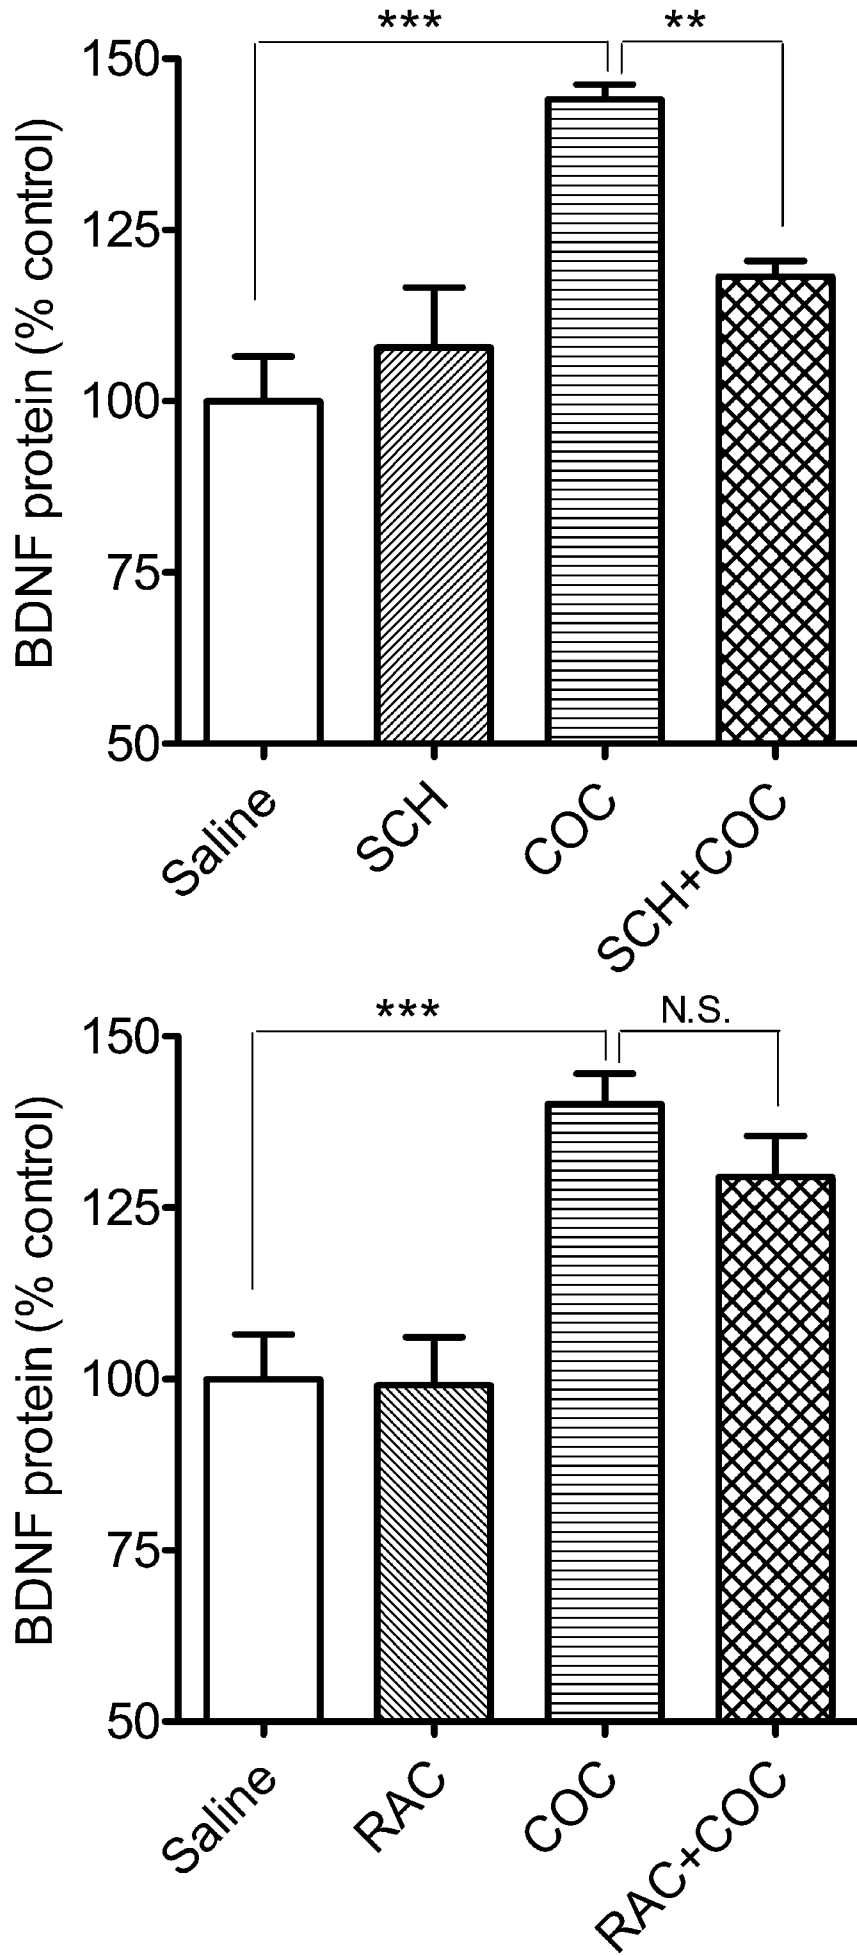 *** **
BDNF protein (% control)
150
125
100
75
50
Saline SCH COC SCH+COC
*** N.S.
BDNF protein (% control)
150
125
100
75
50
Saline RAC COC RAC+COC